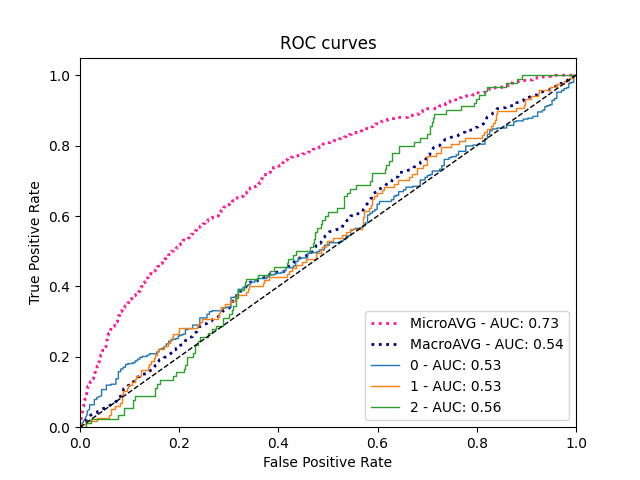 ROC curves
True Positive Rate
1.0
0.8
0.6
0.4
0.2
0.0
0.0 0.2 0.4 0.6 0.8 1.0
False Positive Rate
MicroAVG - AUC: 0.73
MacroAVG - AUC: 0.54
0 - AUC: 0.53
1 - AUC: 0.53
2 - AUC: 0.56